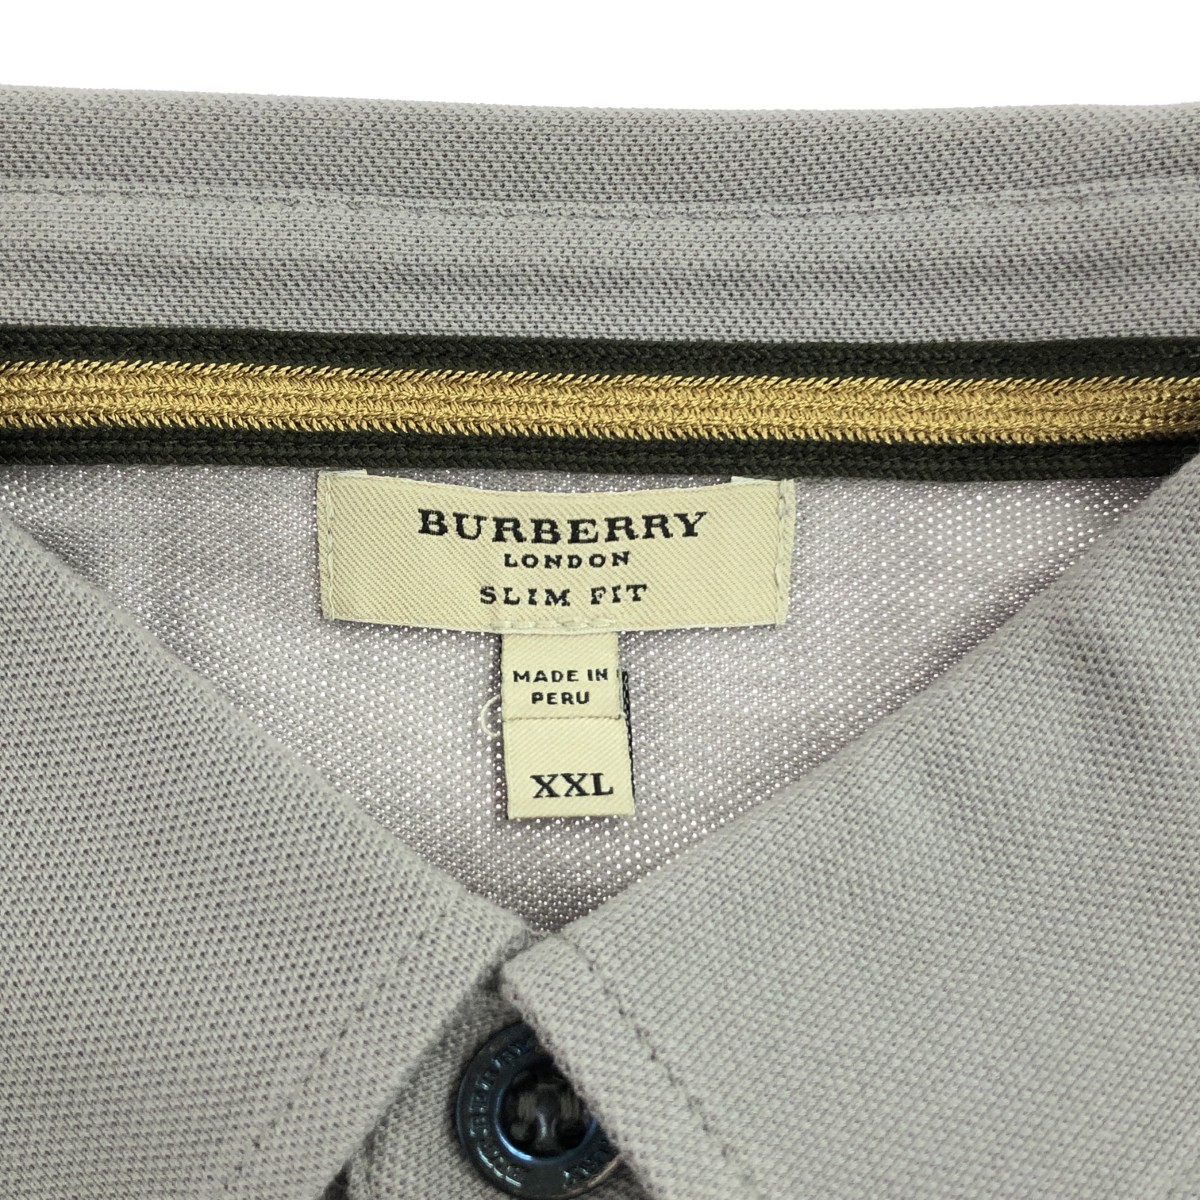 BURBERRY
LONDON
SLIM FIT
MADE IN
PERU
XXL